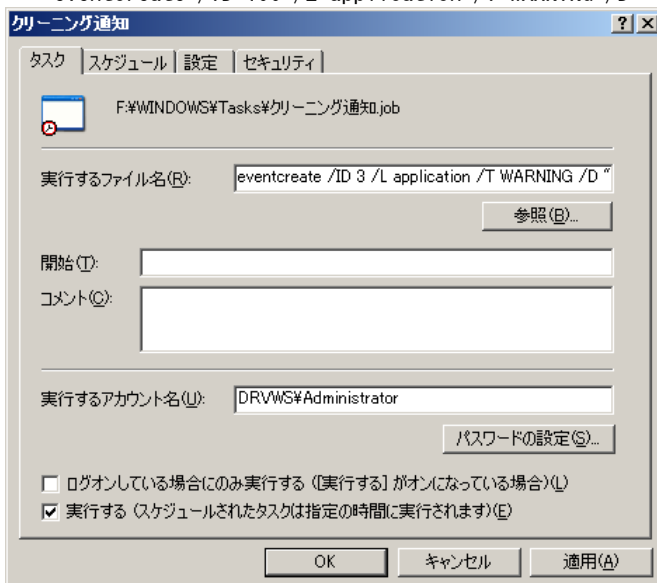 クリーニング通知
タスク スケジュール 設定 セキュリティ
F:¥WINDOWS¥Tasks¥クリーニング通知.job
実行するファイル名(R): eventcreate /ID 3 /L application /T WARNING /D "
参照(B)...
開始(T):
コメント(C):
実行するアカウント名(U): DRVWS¥Administrator
パスワードの設定(S)...
ログオンしている場合にのみ実行する ([実行する] がオンになっている場合)(L)
実行する (スケジュールされたタスクは指定の時間に実行されます)(E)
OK キャンセル 適用(A)